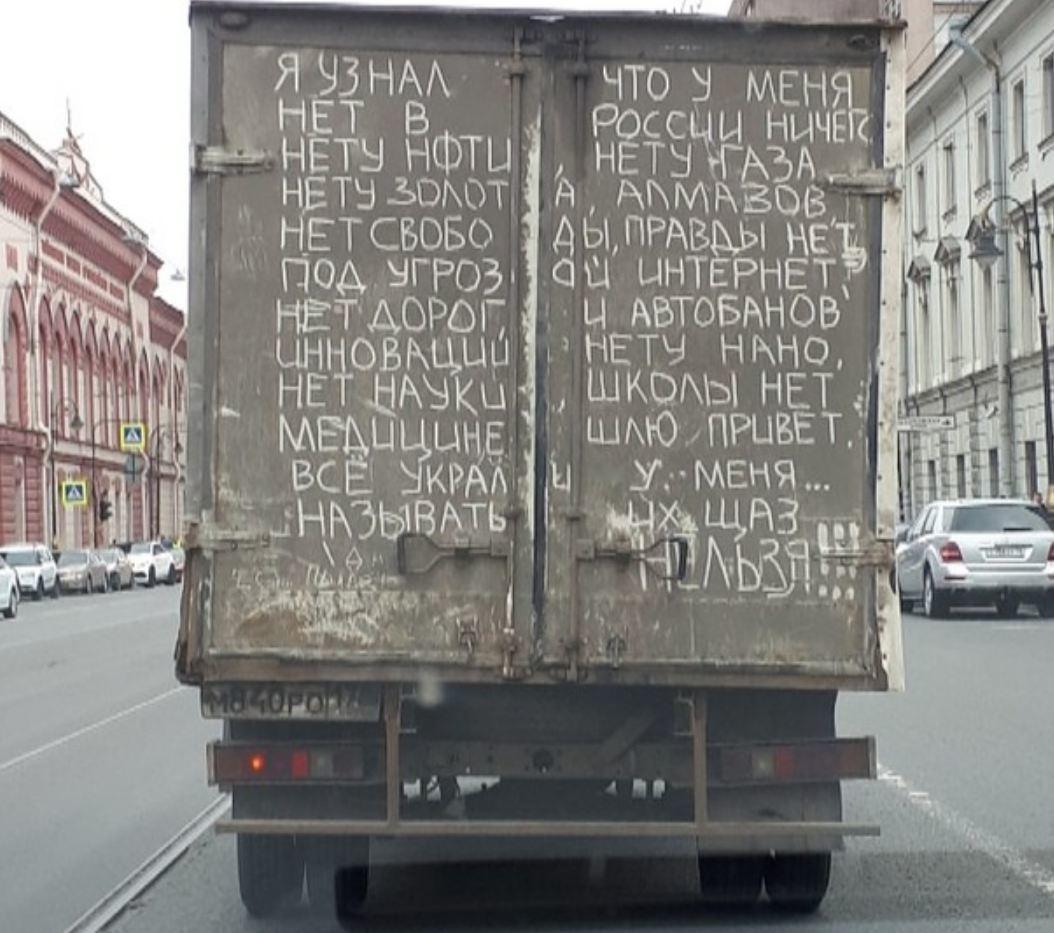 Я УЗНАЛ ЧТО У МЕНЯ
НЕТ В РОССИИ НИЧЕГО
НЕТУ НФТИ, НЕТУ ГАЗА,
НЕТУ ЗОЛОТА, АЛМАЗОВ,
НЕТ СВОБОДЫ, ПРАВДЫ НЕТ,
ПОД УГРОЗОЙ ИНТЕРНЕТ,
НЕТ ДОРОГ, И АВТОБАНОВ
ИННОВАЦИЙ НЕТУ НАНО,
НЕТ НАУКИ, ШКОЛЫ НЕТ
МЕДИЦИНЕ ШЛЮ ПРИВЕТ.
ВСЁ УКРАЛИ У МЕНЯ...
НАЗЫВАТЬ ИХ ЩАЗ
НЕЛЬЗЯ!!!
М840РО